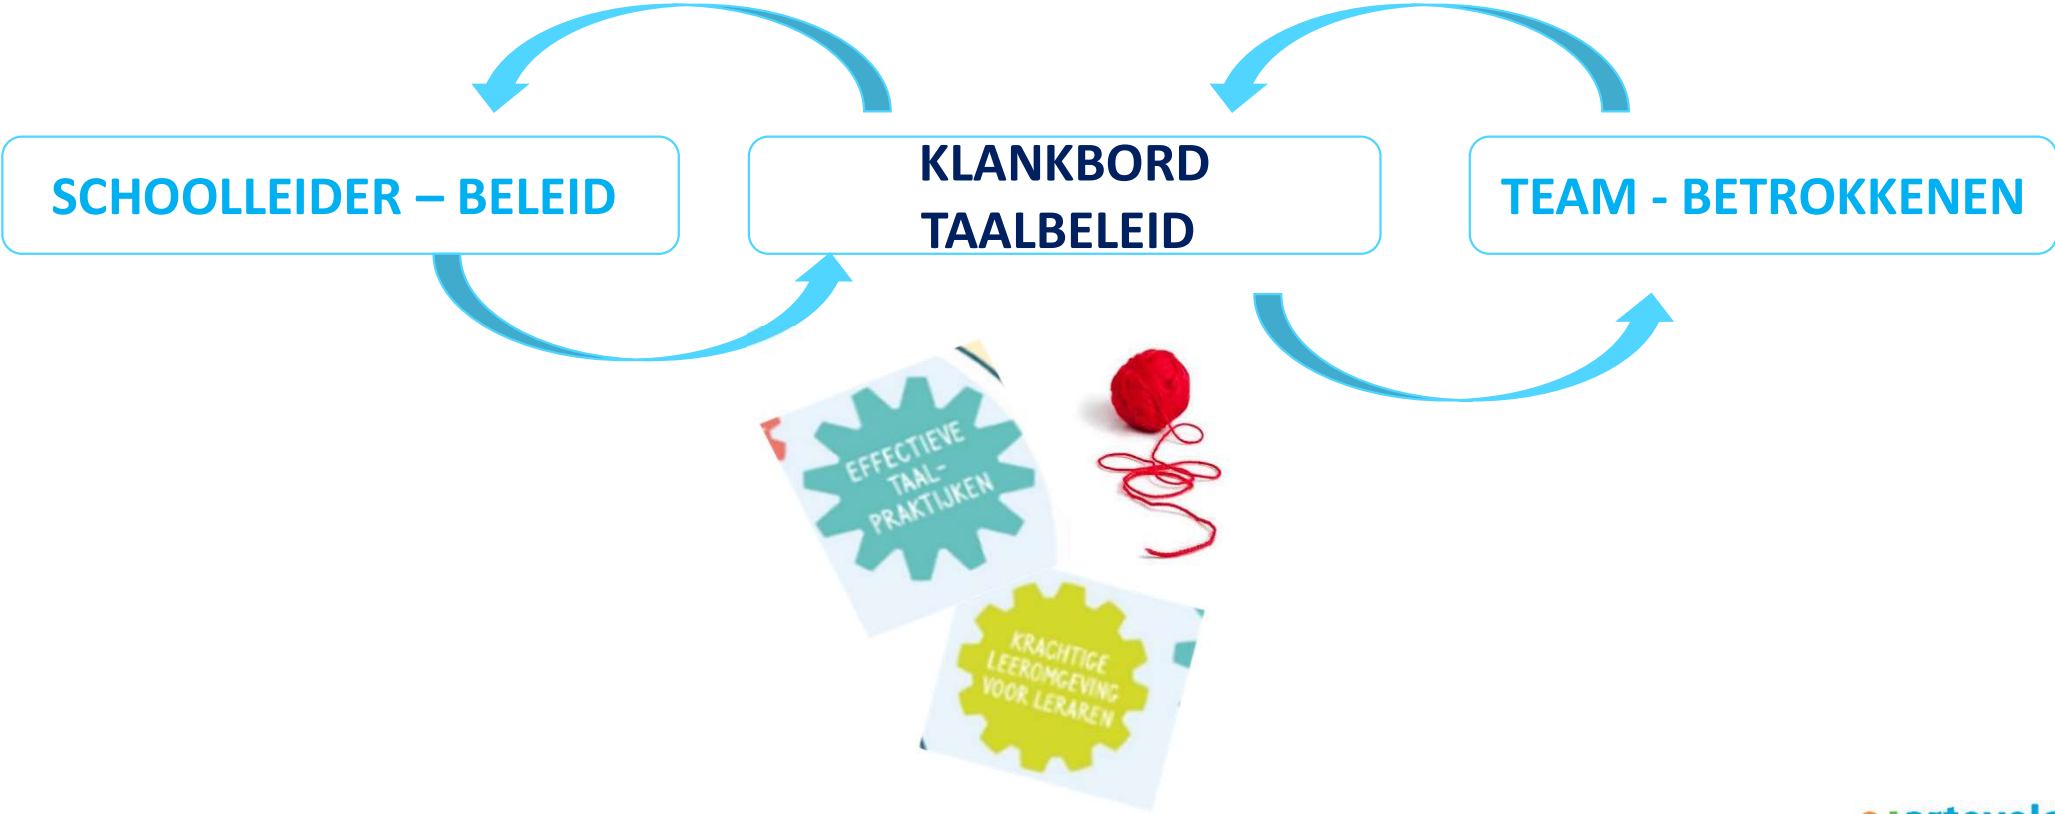 SCHOOLLEIDER – BELEID
KLANKBORD
TAALBELEID
TEAM - BETROKKENEN
EFFECTIEVE
TAAL-
PRAKTIJKEN
KRACHTIGE
LEEROMGEVING
VOOR LERAREN